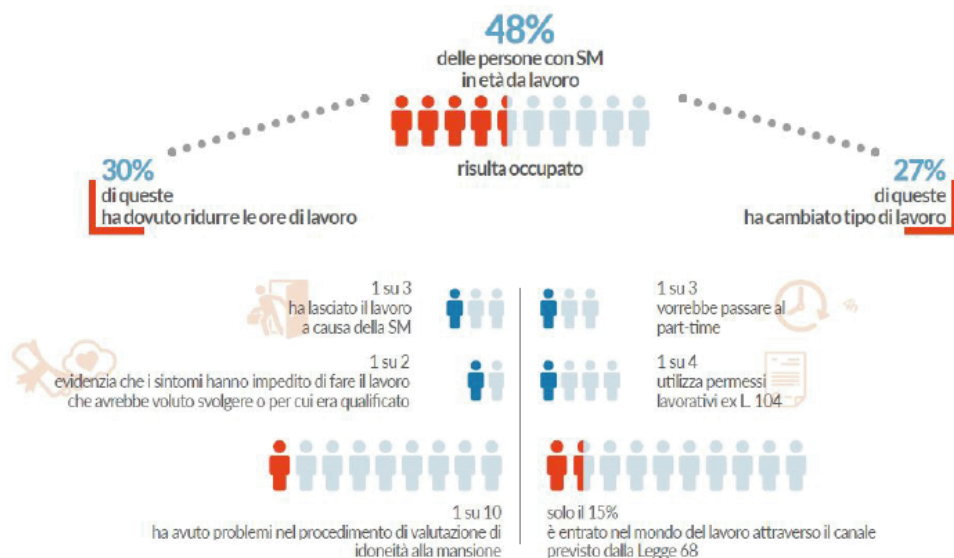 48%
delle persone con SM
in età da lavoro
risulta occupato
30%
di queste
ha dovuto ridurre le ore di lavoro
27%
di queste
ha cambiato tipo di lavoro
1 su 3
ha lasciato il lavoro
a causa della SM
1 su 3
vorrebbe passare al
part-time
1 su 2
evidenzia che i sintomi hanno impedito di fare il lavoro
che avrebbe voluto svolgere o per cui era qualificato
1 su 4
utilizza permessi
lavorativi ex L. 104
1 su 10
ha avuto problemi nel procedimento di valutazione di
idoneità alla mansione
solo il 15%
è entrato nel mondo del lavoro attraverso il canale
previsto dalla Legge 68